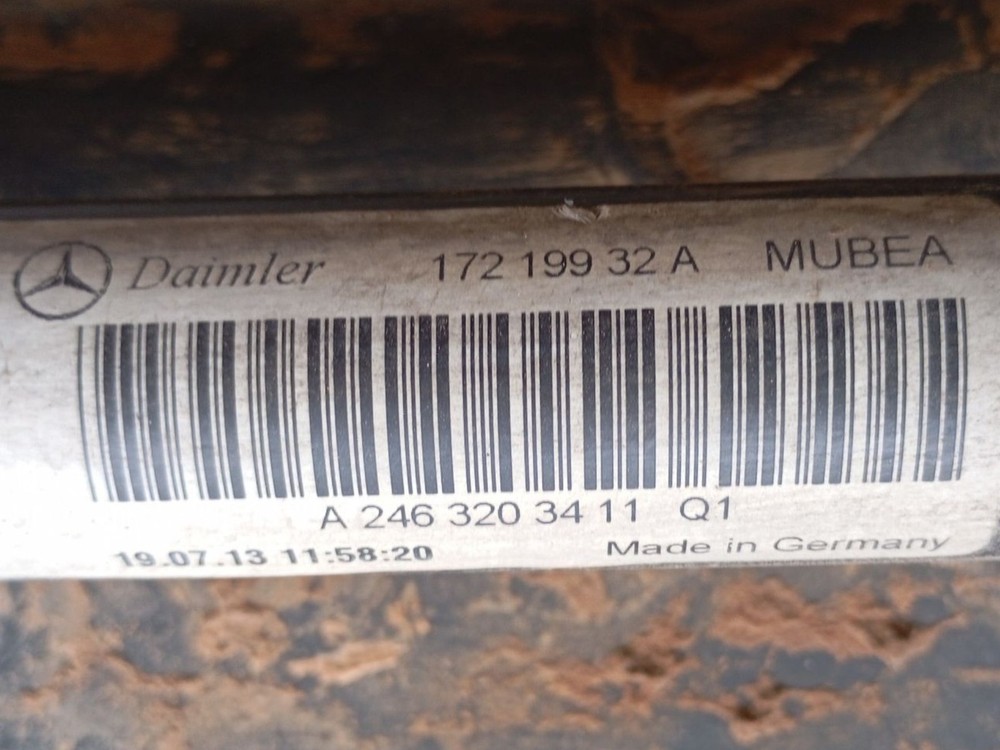 Daimler 172 199 32 A MUBEA
A 246 320 34 11 Q1
19.07.13 11:58:20 Made in Germany